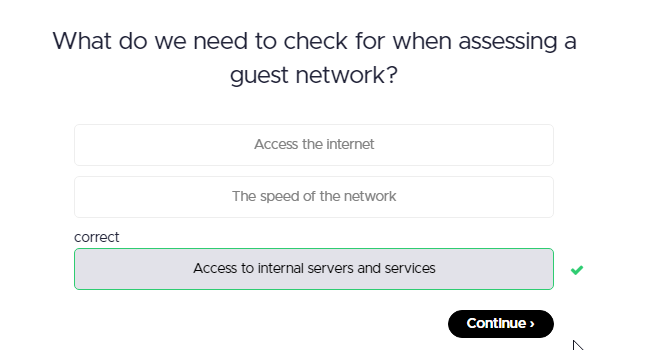 What do we need to check for when assessing a
guest network?
Access the internet
The speed of the network
correct
Access to internal servers and services
Continue ›